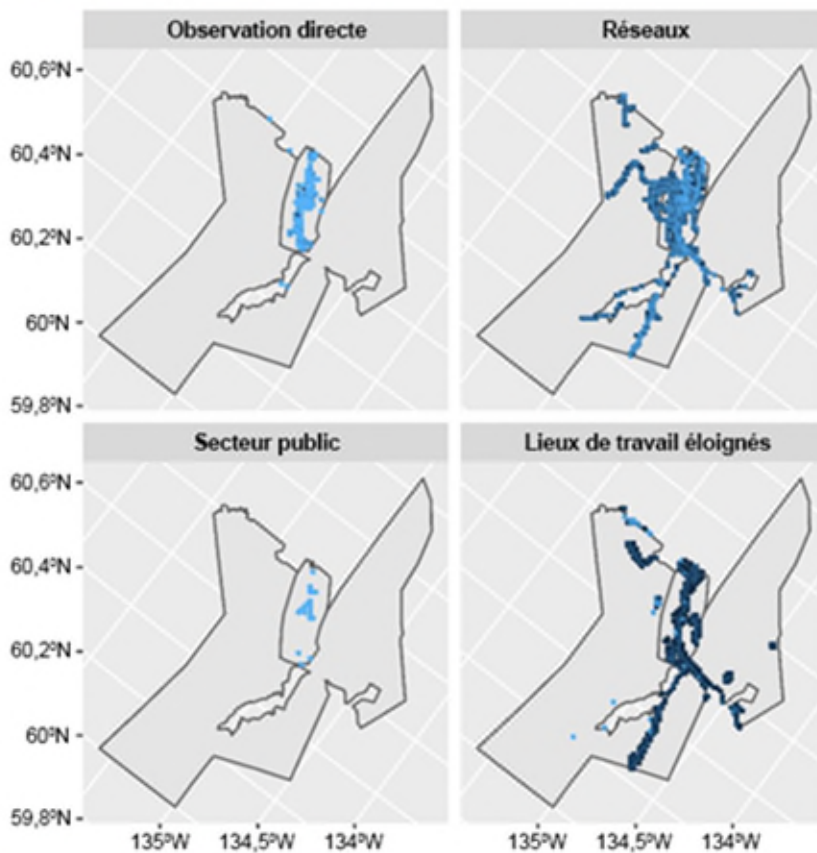 Observation directe
Réseaux
60,6ºN
60,4ºN
60,2ºN
60ºN
59,8ºN
Secteur public
Lieux de travail éloignés
60,6ºN
60,4ºN
60,2ºN
60ºN
59,8ºN
135ºW
134,5ºW
134ºW
135ºW
134,5ºW
134ºW